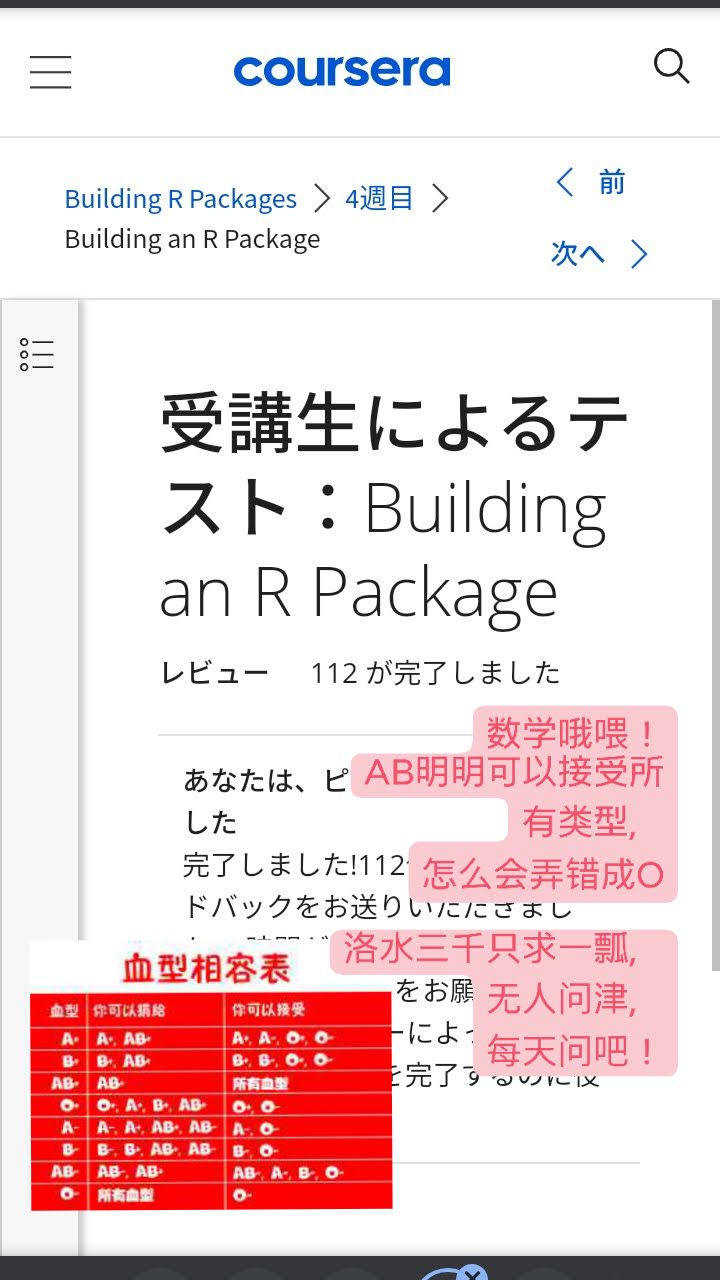 coursera
Building R Packages
4週目
Building an R Package
前
次へ
受講生によるテ
スト：Building
an R Package
レビュー 112 が完了しました
あなたは、ピ
した
完了しました!112
ドバックをお送りいただきまし
をお願
ーによっ
を完了するのに役
数学哦喂！
AB明明可以接受所
有类型,
怎么会弄错成O
洛水三千只求一瓢,
无人问津,
每天问吧！
血型相容表
血型 你可以捐给 你可以接受
A+ A+, AB+ A+, A-, O+, O-
B+ B+, AB+ B+, B-, O+, O-
AB+ AB+ 所有血型
O+ O+, A+, B+, AB+ O+, O-
A- A-, A+, AB+, AB- A-, O-
B- B-, B+, AB+, AB- B-, O-
AB- AB-, AB+ AB-, A-, B-, O-
O- 所有血型 O-